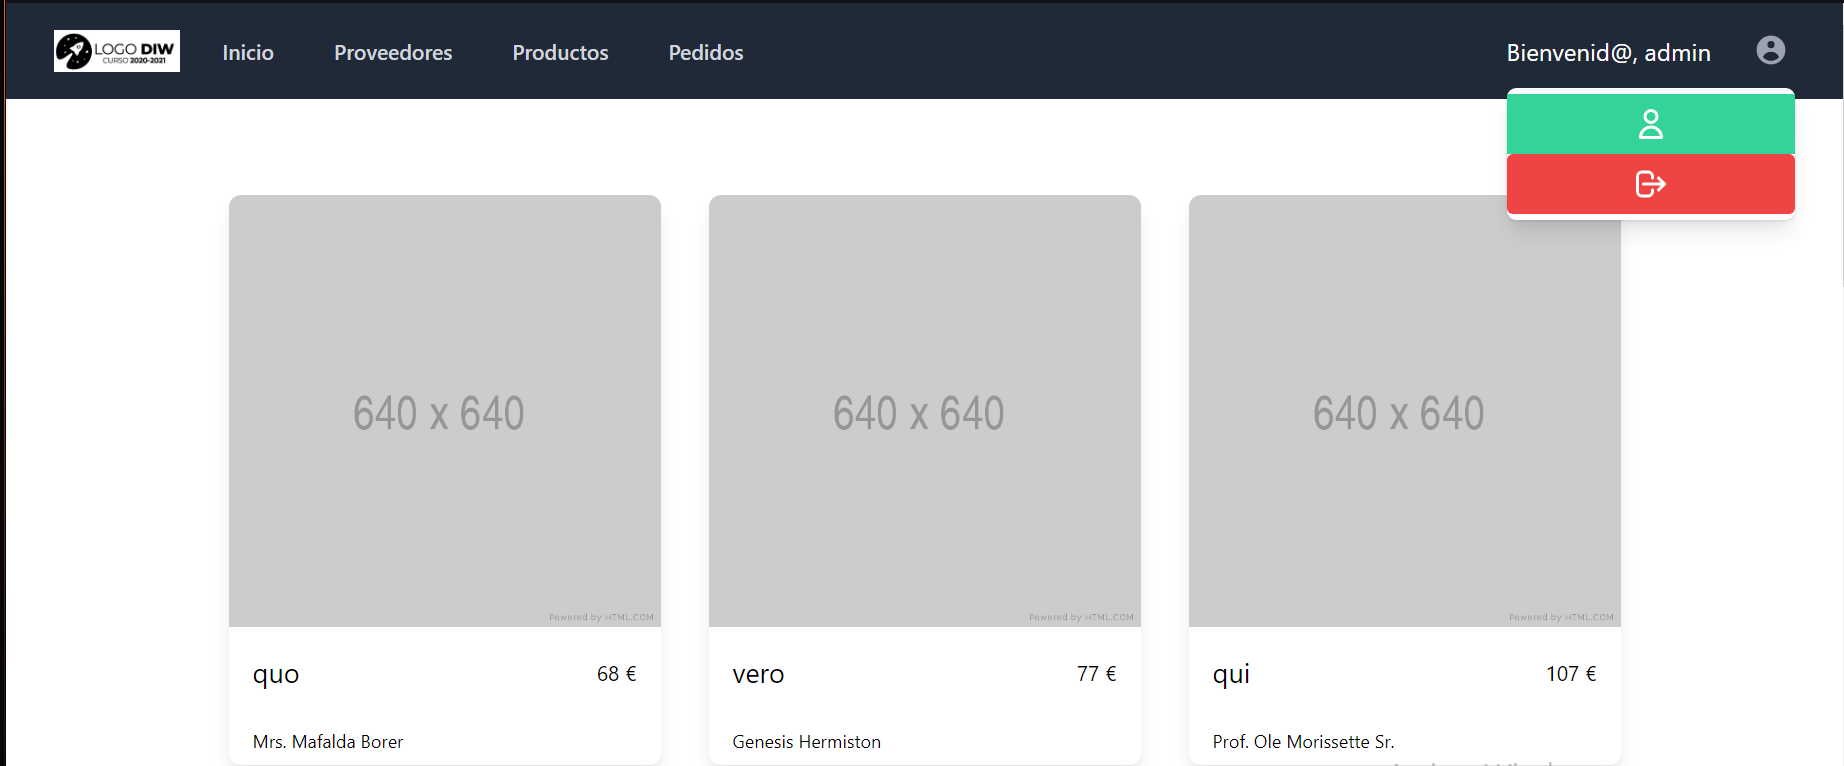 LOGO DIW
CURSO 2020-2021
Inicio
Proveedores
Productos
Pedidos
Bienvenid@, admin
640 x 640
Powered by HTML.COM
640 x 640
Powered by HTML.COM
640 x 640
Powered by HTML.COM
quo
68 €
vero
77 €
qui
107 €
Mrs. Mafalda Borer
Genesis Hermiston
Prof. Ole Morissette Sr.